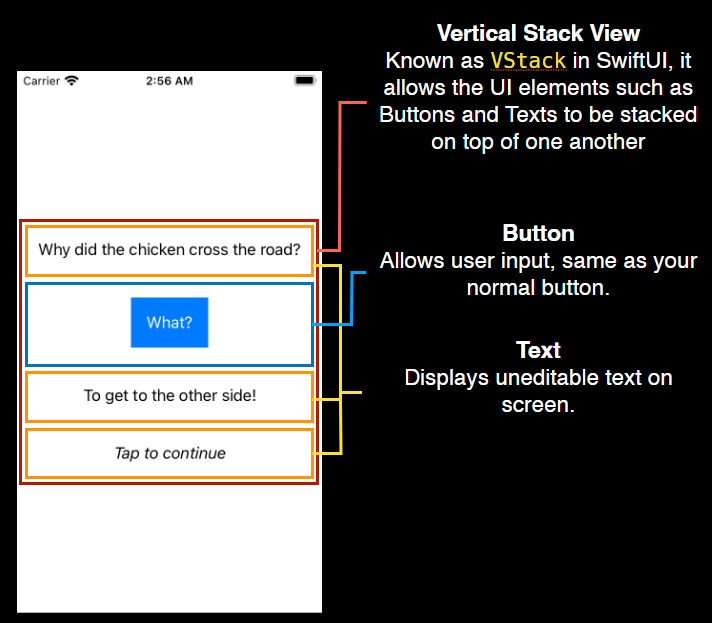 Carrier
2:56 AM
Why did the chicken cross the road?
What?
To get to the other side!
Tap to continue
Vertical Stack View
Known as VStack in SwiftUI, it
allows the UI elements such as
Buttons and Texts to be stacked
on top of one another
Button
Allows user input, same as your
normal button.
Text
Displays uneditable text on
screen.